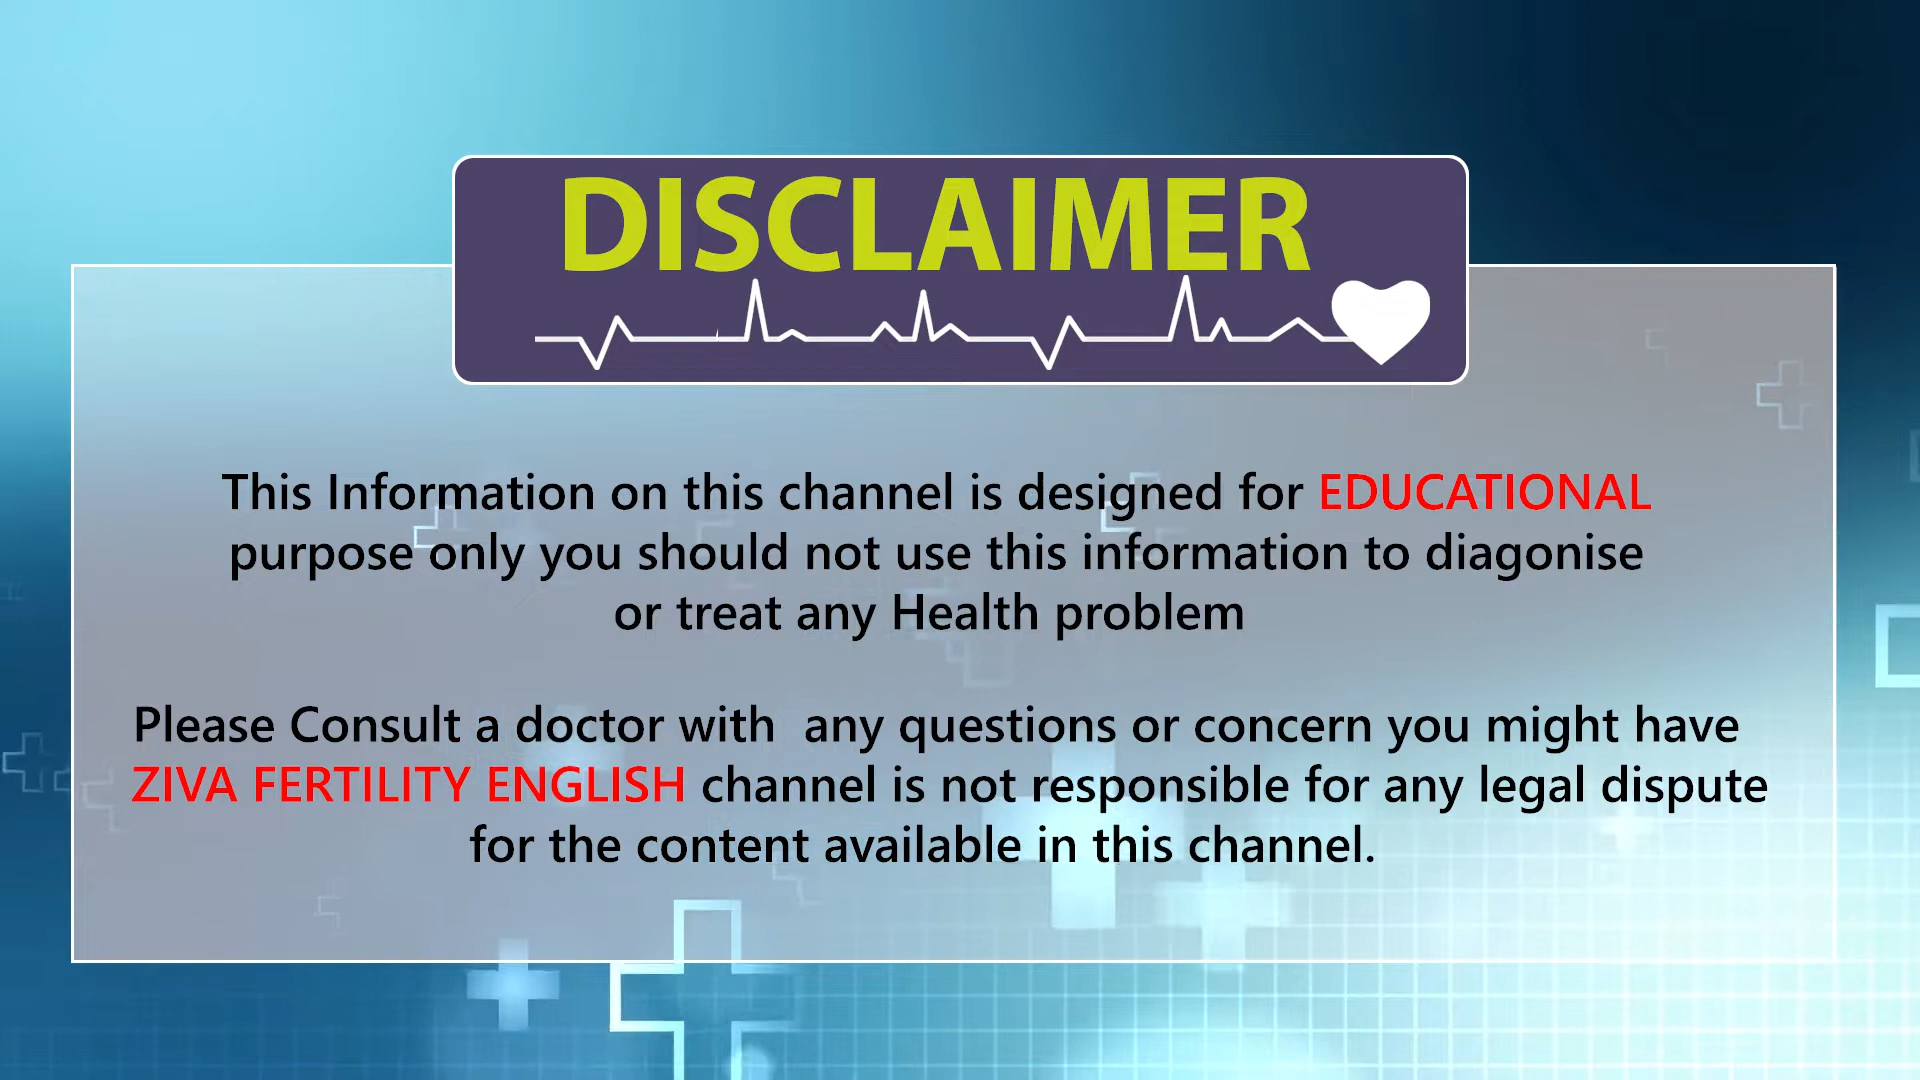 DISCLAIMER
This Information on this channel is designed for EDUCATIONAL
purpose only you should not use this information to diagonise
or treat any Health problem
Please Consult a doctor with  any questions or concern you might have
ZIVA FERTILITY ENGLISH channel is not responsible for any legal dispute
for the content available in this channel.